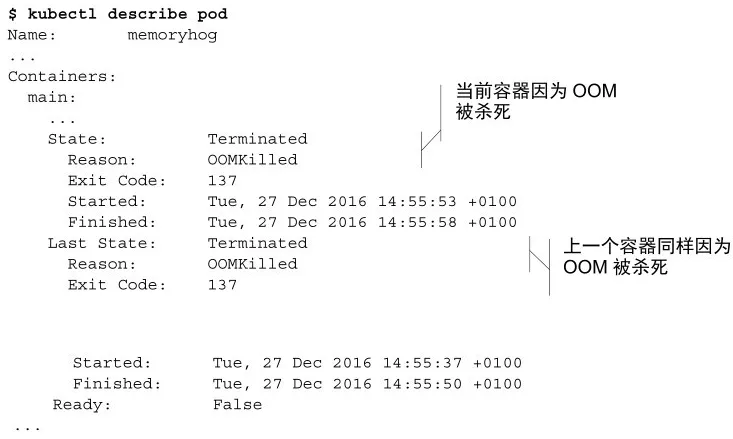 $ kubectl describe pod
Name:       memoryhog
...
Containers:
  main:
    ...
    State:          Terminated
      Reason:       OOMKilled
      Exit Code:    137
      Started:      Tue, 27 Dec 2016 14:55:53 +0100
      Finished:     Tue, 27 Dec 2016 14:55:58 +0100
    Last State:     Terminated
      Reason:       OOMKilled
      Exit Code:    137
      Started:      Tue, 27 Dec 2016 14:55:37 +0100
      Finished:     Tue, 27 Dec 2016 14:55:50 +0100
    Ready:          False
...
当前容器因为 OOM
被杀死
上一个容器同样因为
OOM 被杀死